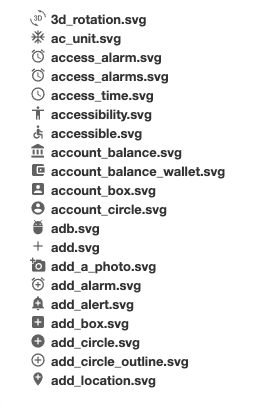 3d_rotation.svg
ac_unit.svg
access_alarm.svg
access_alarms.svg
access_time.svg
accessibility.svg
accessible.svg
account_balance.svg
account_balance_wallet.svg
account_box.svg
account_circle.svg
adb.svg
add.svg
add_a_photo.svg
add_alarm.svg
add_alert.svg
add_box.svg
add_circle.svg
add_circle_outline.svg
add_location.svg